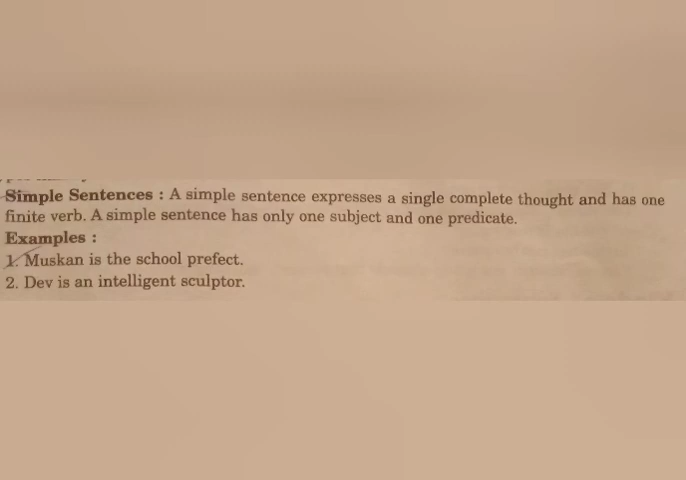 Simple Sentences : A simple sentence expresses a single complete thought and has one
finite verb. A simple sentence has only one subject and one predicate.
Examples :
1. Muskan is the school prefect.
2. Dev is an intelligent sculptor.